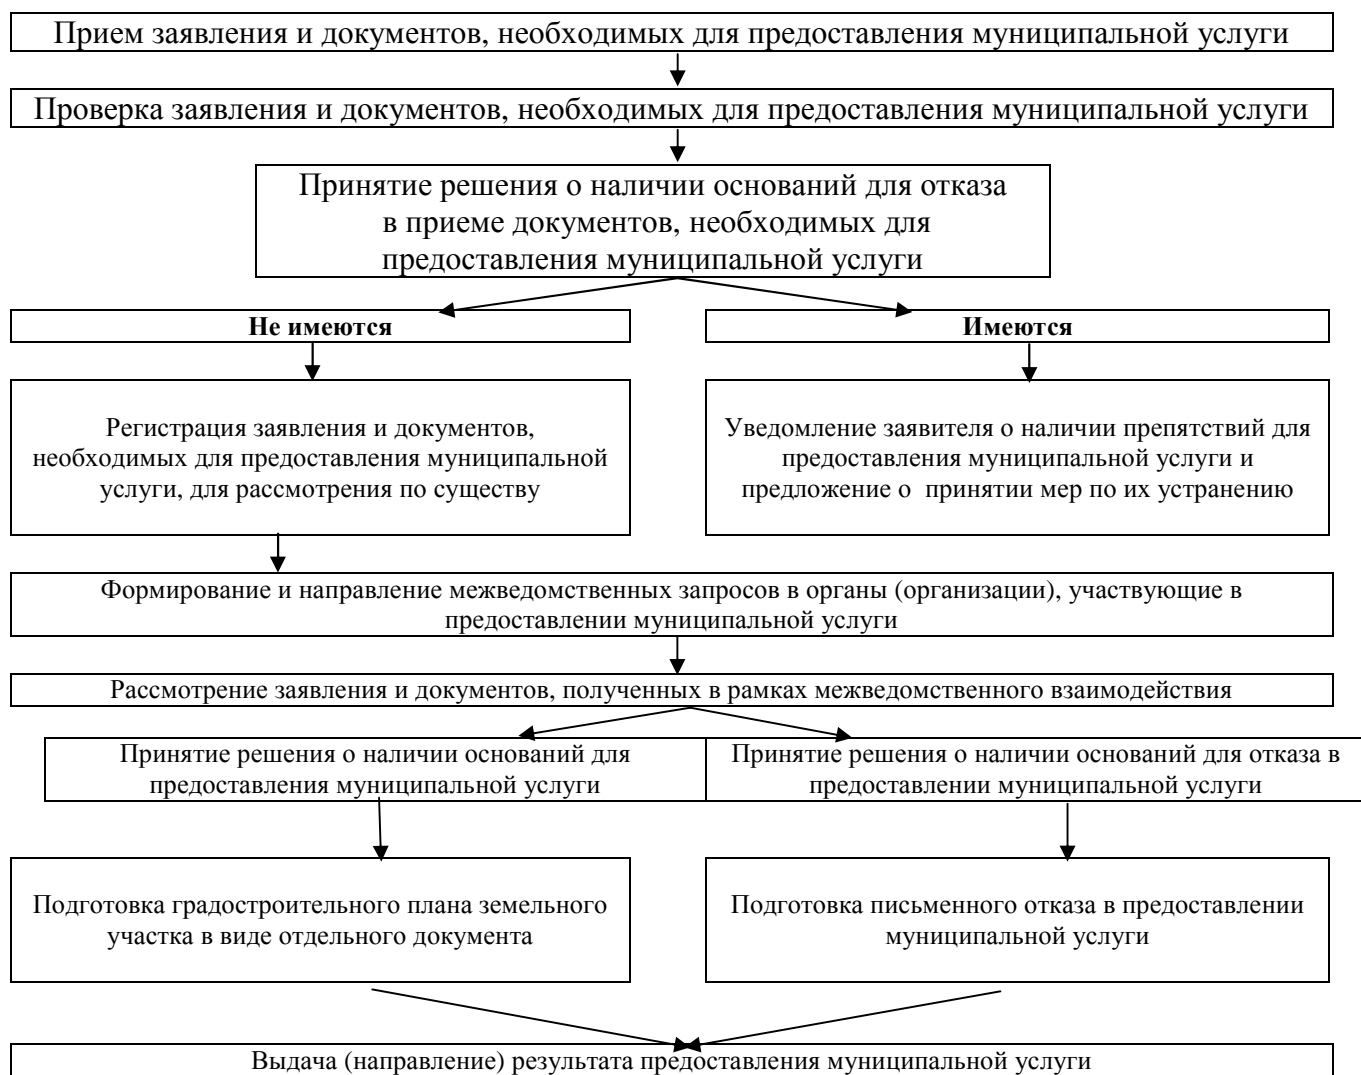 Прием заявления и документов, необходимых для предоставления муниципальной услуги
Проверка заявления и документов, необходимых для предоставления муниципальной услуги
Принятие решения о наличии оснований для отказа
в приеме документов, необходимых для
предоставления муниципальной услуги
Не имеются
Имеются
Регистрация заявления и документов,
необходимых для предоставления муниципальной
услуги, для рассмотрения по существу
Уведомление заявителя о наличии препятствий для
предоставления муниципальной услуги и
предложение о принятии мер по их устранению
Формирование и направление межведомственных запросов в органы (организации), участвующие в
предоставлении муниципальной услуги
Рассмотрение заявления и документов, полученных в рамках межведомственного взаимодействия
Принятие решения о наличии оснований для
предоставления муниципальной услуги
Принятие решения о наличии оснований для отказа в
предоставлении муниципальной услуги
Подготовка градостроительного плана земельного
участка в виде отдельного документа
Подготовка письменного отказа в предоставлении
муниципальной услуги
Выдача (направление) результата предоставления муниципальной услуги